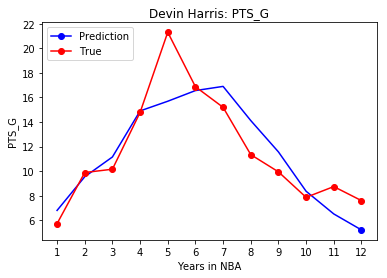 Devin Harris: PTS_G
Prediction
True
22
20
18
16
14
12
10
8
6
PTS_G
1 2 3 4 5 6 7 8 9 10 11 12
Years in NBA